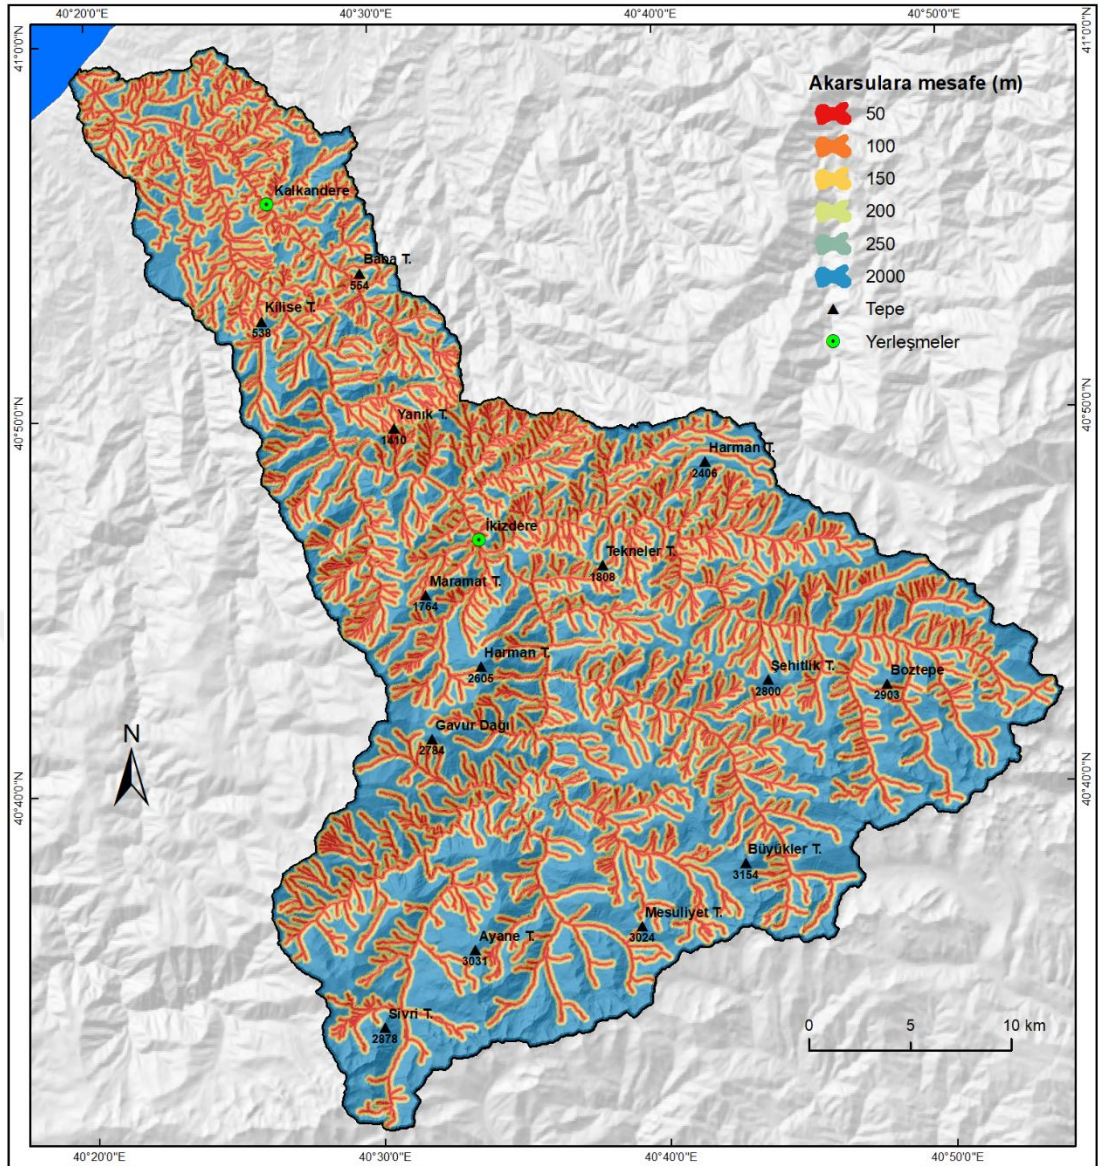 40°20'0"E
40°30'0"E
40°40'0"E
40°50'0"E
41°0'0"N
41°0'0"N
Akarsulara mesafe (m)
50
100
150
200
250
2000
Tepe
Yerleşmeler
Kalkandere
Baba T.
554
Kilise T.
538
40°50'0"N
40°50'0"N
Yanık T.
1410
Harman T.
2406
İkizdere
Tekneler T.
1808
Maramat T.
1764
Harman T.
2605
Şehitlik T.
2800
Boztepe
2903
Gavur Dağı
2784
N
40°40'0"N
40°40'0"N
Büyükler T.
3154
Mesuliyet T.
3024
Ayane T.
3031
Sivri T.
2878
0 5 10 km
40°20'0"E
40°30'0"E
40°40'0"E
40°50'0"E